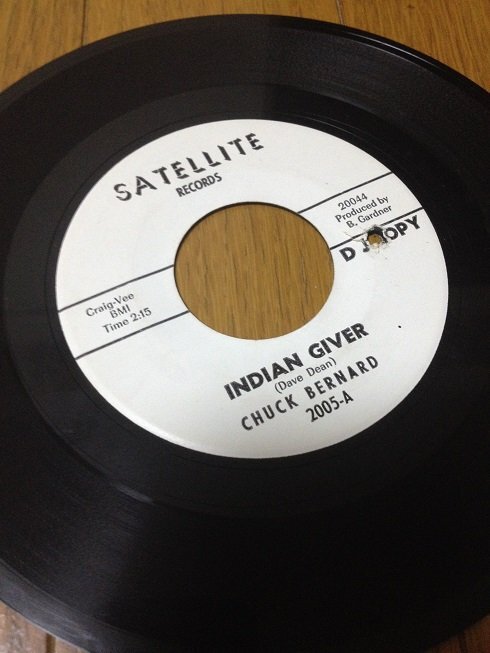 SATELLITE
RECORDS
20044
Produced by
B. Gardner
D J OPY
Craig-Vee
BMI
Time 2:15
INDIAN GIVER
(Dave Dean)
CHUCK BERNARD
2005-A